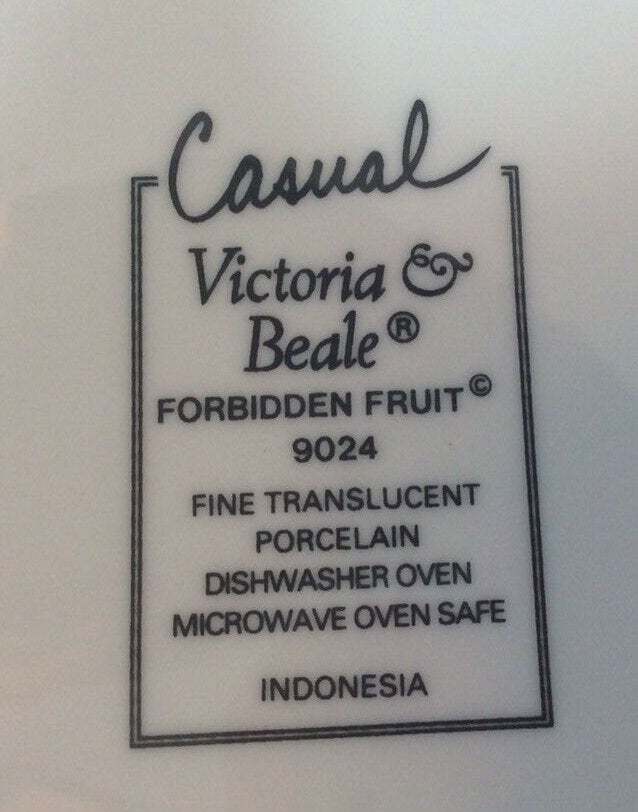 Casual
Victoria &
Beale®
FORBIDDEN FRUIT©
9024
FINE TRANSLUCENT
PORCELAIN
DISHWASHER OVEN
MICROWAVE OVEN SAFE
INDONESIA